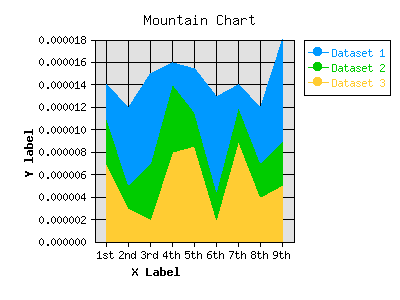 Mountain Chart
0.000018
0.000016
0.000014
0.000012
0.000010
0.000008
0.000006
0.000004
0.000002
0.000000
Y label
1st 2nd 3rd 4th 5th 6th 7th 8th 9th
X Label
Dataset 1
Dataset 2
Dataset 3